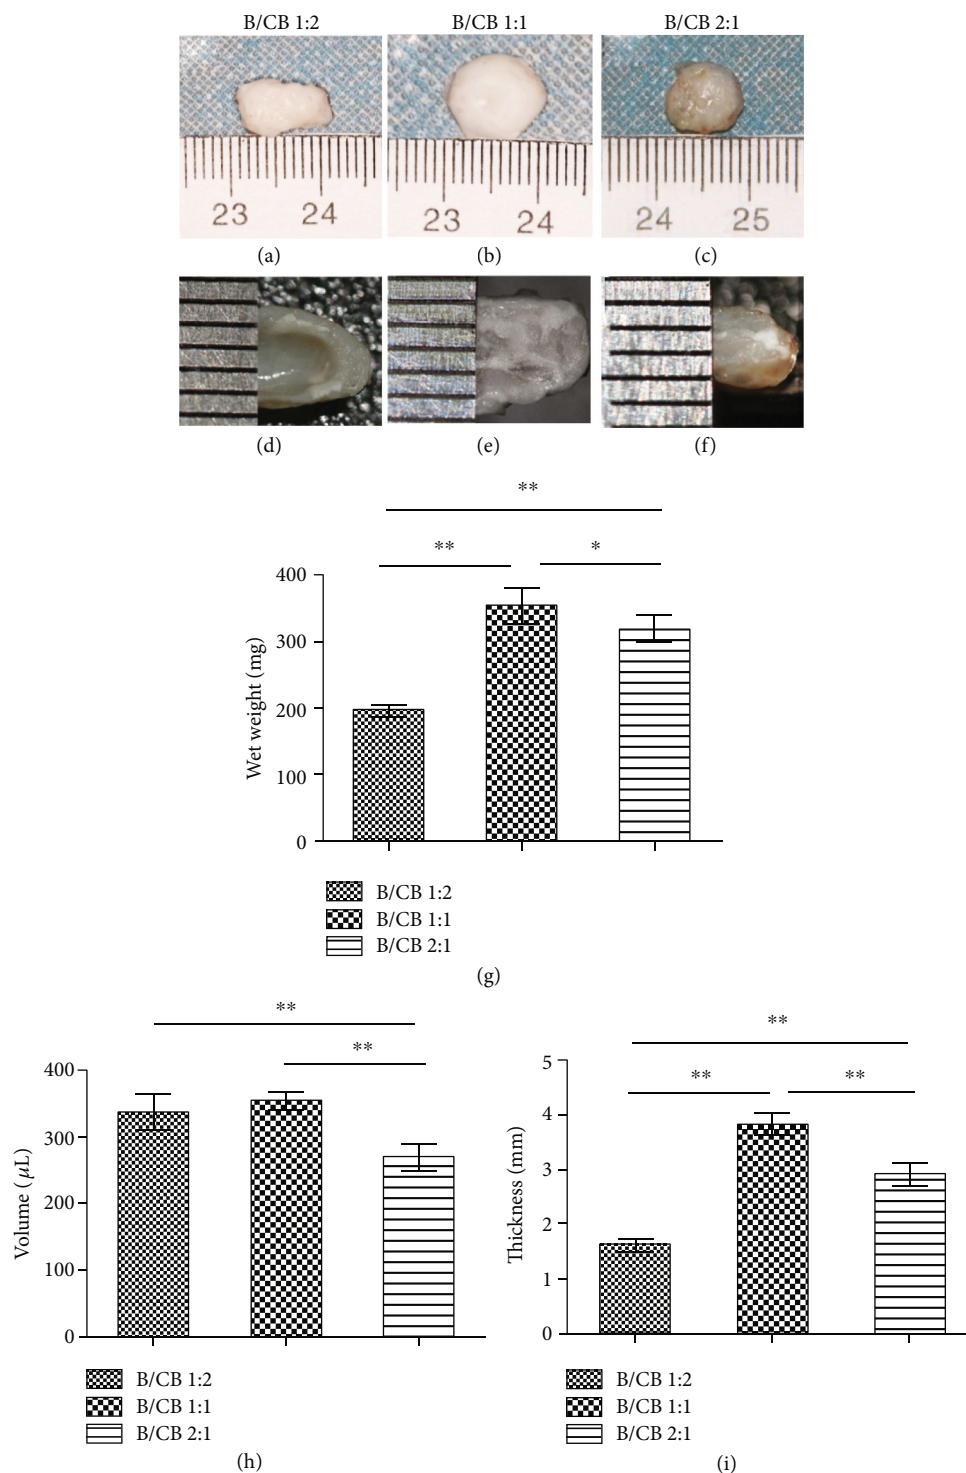 B/CB 1:2 B/CB 1:1 B/CB 2:1
23 24 23 24 24 25
(a) (b) (c)
(d) (e) (f)
**
** *
400
300
200
100
0
Wet weight (mg)
B/CB 1:2
B/CB 1:1
B/CB 2:1
(g)
**
**
400
300
200
100
0
Volume (μL)
B/CB 1:2
B/CB 1:1
B/CB 2:1
(h)
**
** **
5
4
3
2
1
0
Thickness (mm)
B/CB 1:2
B/CB 1:1
B/CB 2:1
(i)